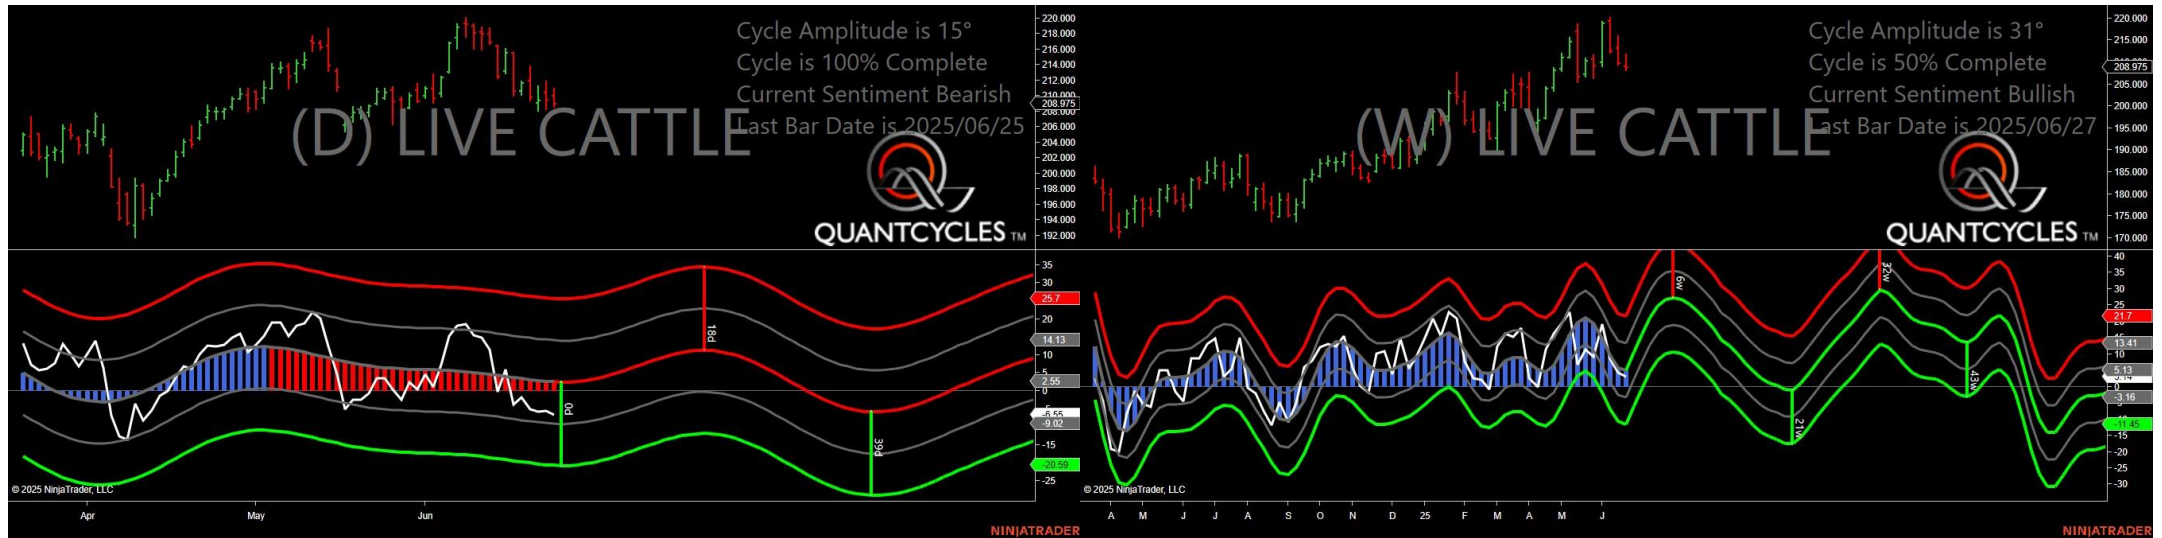 Cycle Amplitude is 15°
Cycle is 100% Complete
Current Sentiment Bearish
Last Bar Date is 2025/06/25
(D) LIVE CATTLE
QUANTCYCLES TM
220.000
218.000
216.000
214.000
212.000
210.000
208.975
208.000
206.000
204.000
202.000
200.000
198.000
196.000
194.000
192.000
35
30
25.7
20
14.13
10
5
2.55
0
-6.55
-9.02
-15
-20.59
-25
18d
0d
39d
© 2025 NinjaTrader, LLC
Apr
May
Jun
NINJATRADER
Cycle Amplitude is 31°
Cycle is 50% Complete
Current Sentiment Bullish
Last Bar Date is 2025/06/27
(W) LIVE CATTLE
QUANTCYCLES TM
220.000
215.000
208.975
205.000
200.000
195.000
190.000
185.000
180.000
175.000
170.000
40
35
30
25
21.7
13.41
10
5.13
0
-3.16
-11.45
-15
-20
-25
-30
6w
32w
21w
43w
© 2025 NinjaTrader, LLC
A M J J A S O N D 25 F M A M J
NINJATRADER